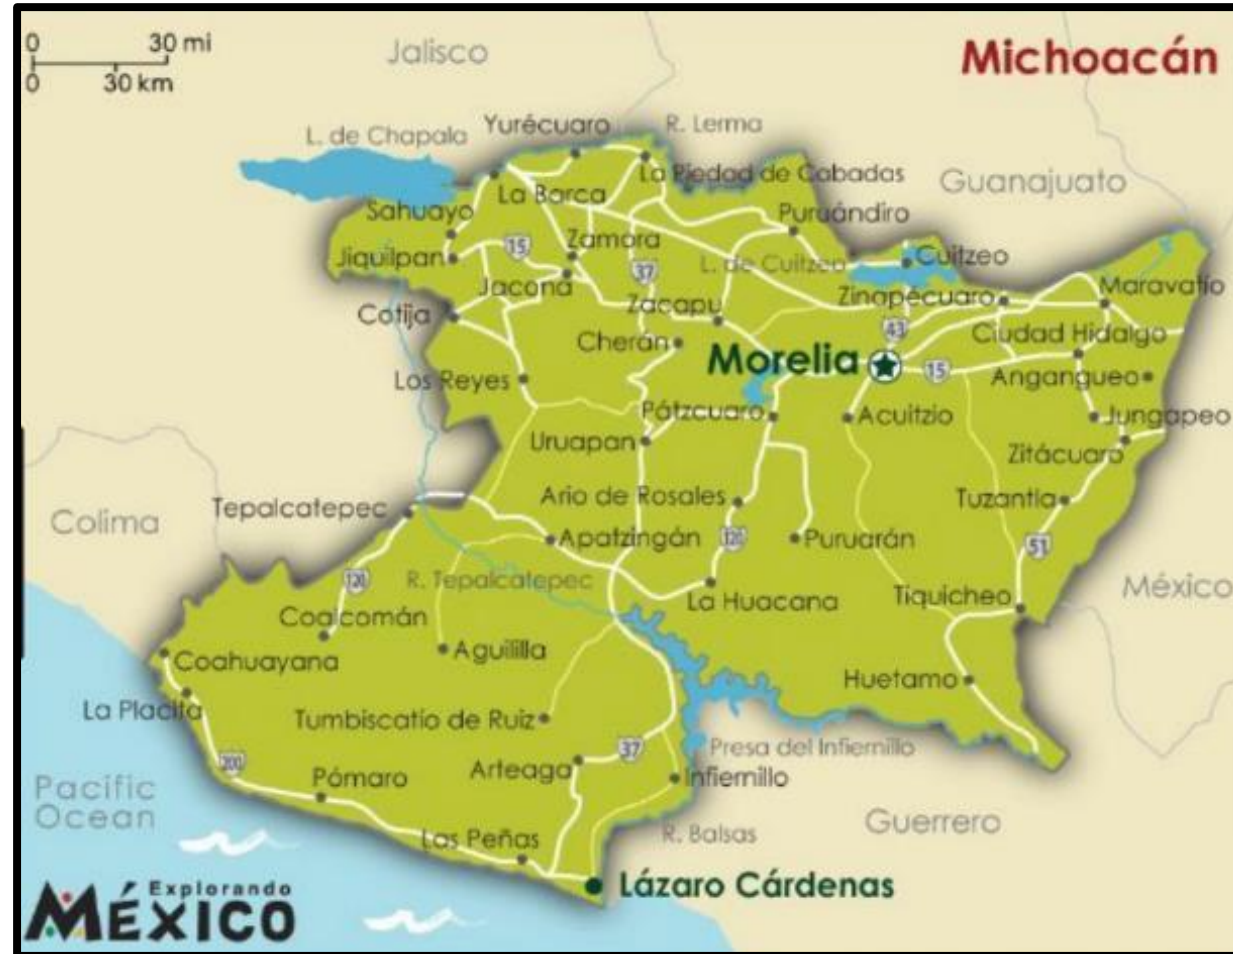 0 30 mi
0 30 km
Jalisco
Michoacán
L. de Chapala
Yurécuaro
R. Lerma
La Piedad de Cabadas
Guanajuato
La Barca
Sahuayo
Puruándiro
Jiquilpan
15
Zamora
37
L. de Cuitzeo
Cuitzeo
Jacona
Zacapu
Zinapécuaro
Maravatío
Cotija
Cherán
43
Ciudad Hidalgo
Morelia
15
Angangueo
Los Reyes
Pátzcuaro
Acuitzio
Jungapeo
Uruapan
Zitácuaro
Tepalcatepec
Ario de Rosales
Tuzantla
Colima
Apatzingán
120
Puruarán
51
120
R. Tepalcatepec
La Huacana
Tiquicheo
México
Coalcomán
Aguililla
Coahuayana
Huetamo
La Placita
Tumbiscatío de Ruiz
37
Presa del Infiernillo
200
Pómaro
Arteaga
Infiernillo
Pacific
Ocean
Las Peñas
R. Balsas
Guerrero
Lázaro Cárdenas
Explorando
MÉXICO